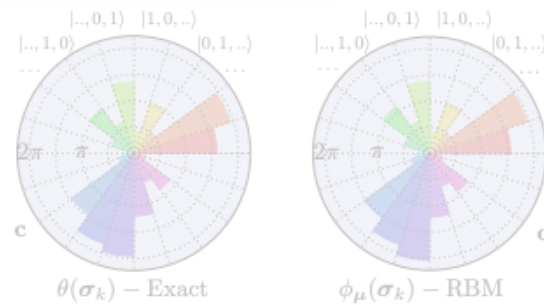 |..,0,1⟩ |1,0,..⟩
|..,1,0⟩ |0,1,..⟩
... ...
2π π
c
θ(σ_k) – Exact
|..,0,1⟩ |1,0,..⟩
|..,1,0⟩ |0,1,..
... ...
2π π
ϕ_μ(σ_k) – RBM